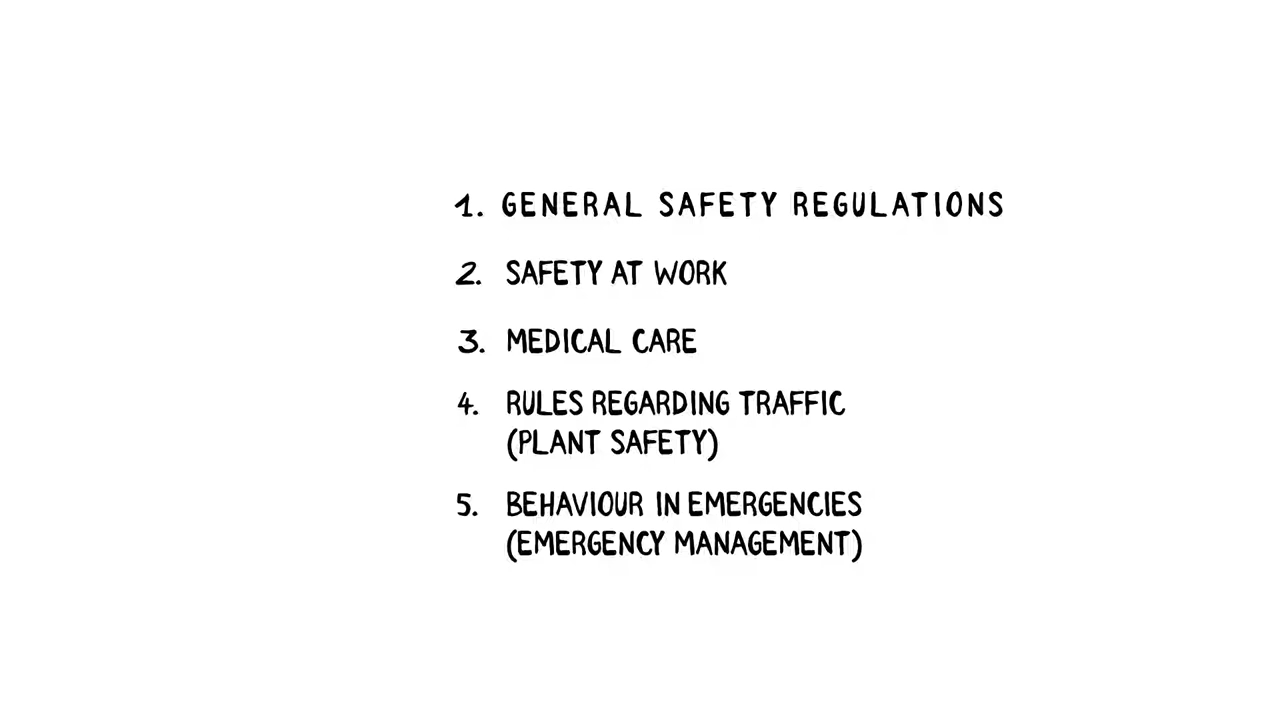 1. GENERAL SAFETY REGULATIONS
2. SAFETY AT WORK
3. MEDICAL CARE
4. RULES REGARDING TRAFFIC
(PLANT SAFETY)
5. BEHAVIOUR IN EMERGENCIES
(EMERGENCY MANAGEMENT)